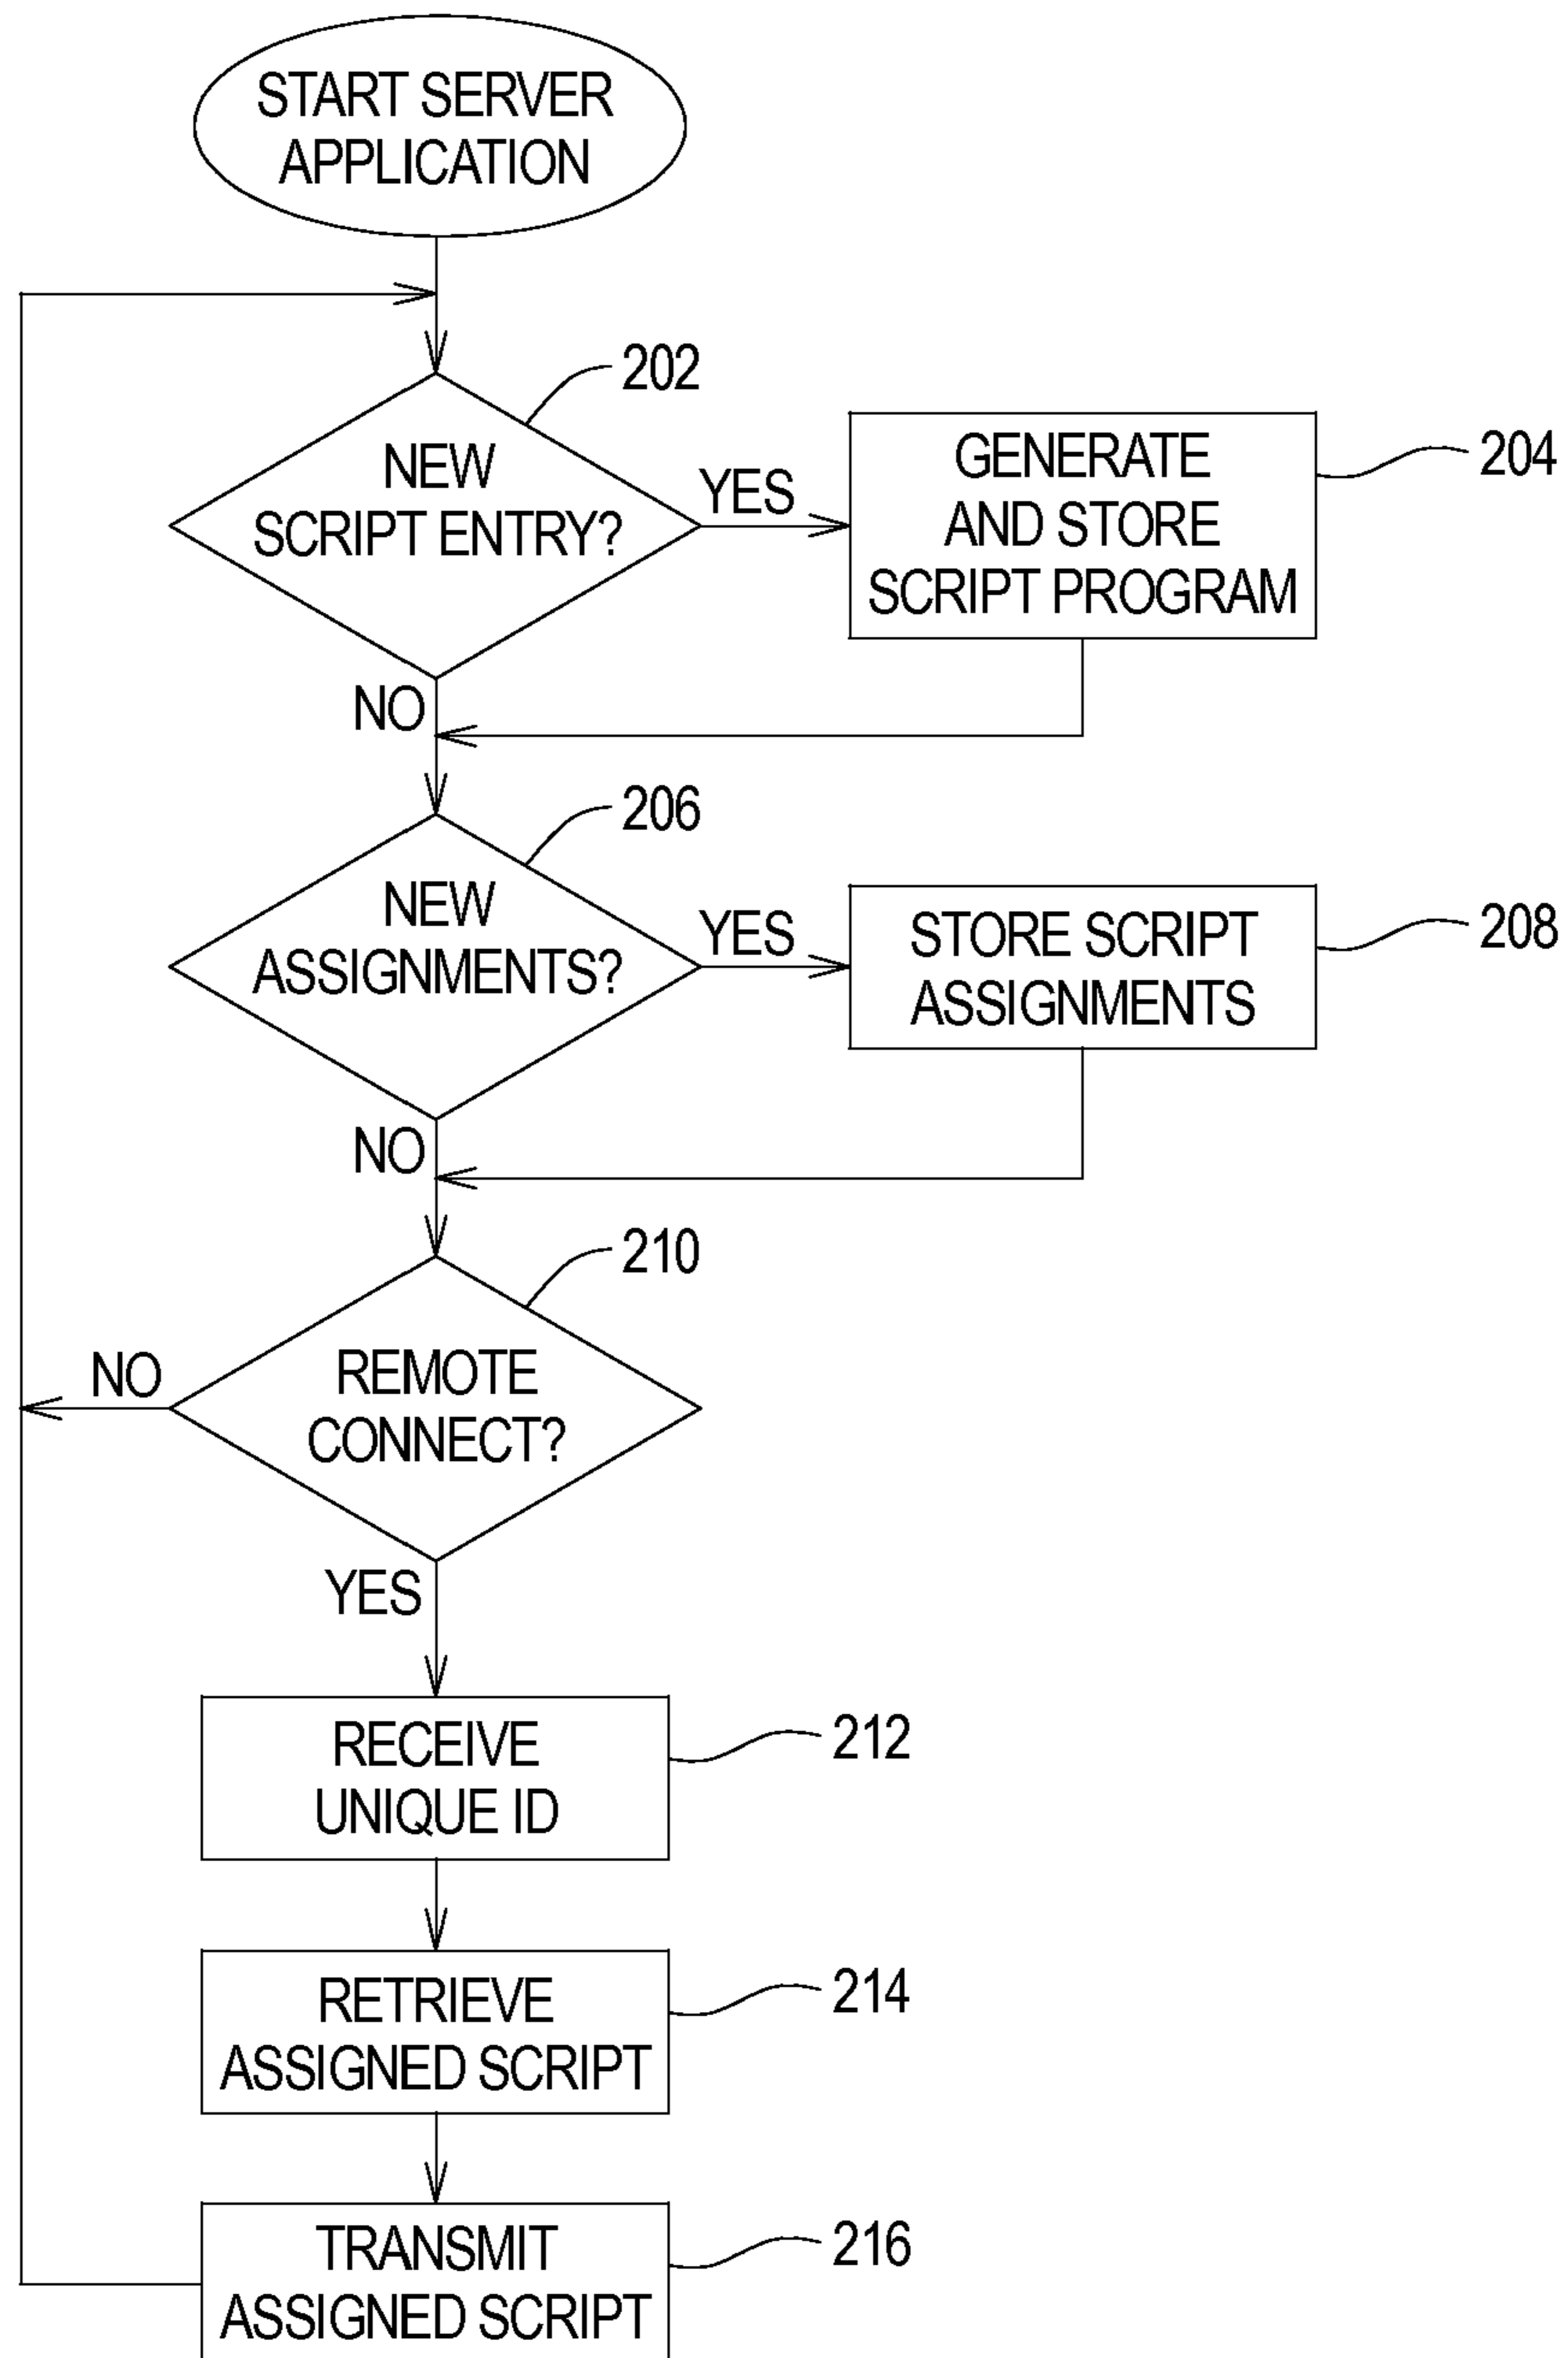 START SERVER
APPLICATION
202
NEW
SCRIPT ENTRY?
YES
GENERATE
AND STORE
SCRIPT PROGRAM
204
NO
206
NEW
ASSIGNMENTS?
YES
STORE SCRIPT
ASSIGNMENTS
208
NO
210
REMOTE
CONNECT?
NO
YES
RECEIVE
UNIQUE ID
212
RETRIEVE
ASSIGNED SCRIPT
214
TRANSMIT
ASSIGNED SCRIPT
216